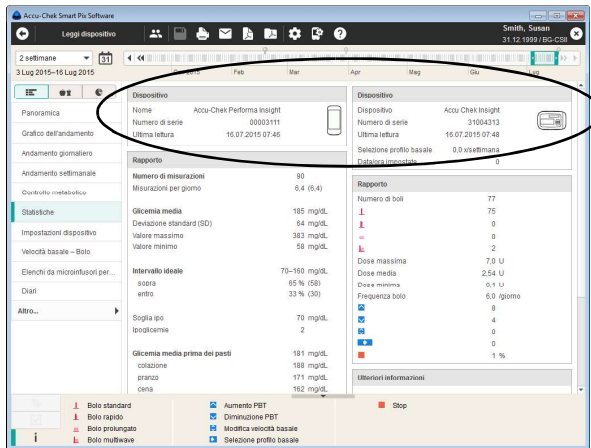 Accu-Chek Smart Pix Software
Leggi dispositivo
Smith, Susan
31.12.1999 / BG-CSII
2 settimane
31
3 Lug 2015–16 Lug 2015
Feb Mar Apr Mag Giu Lug
Panoramica
Grafico dell'andamento
Andamento giornaliero
Andamento settimanale
Controllo metabolico
Statistiche
Impostazioni dispositivo
Velocità basale – Bolo
Elenchi da microinfusori per...
Diari
Altro...
Dispositivo
Nome Accu-Chek Performa Insight
Numero di serie 00003111
Ultima lettura 16.07.2015 07:46
Rapporto
Numero di misurazioni 90
Misurazioni per giorno 6,4 (6,4)
Glicemia media 185 mg/dL
Deviazione standard (SD) 64 mg/dL
Valore massimo 383 mg/dL
Valore minimo 58 mg/dL
Intervallo ideale 70–160 mg/dL
sopra 65 % (58)
entro 33 % (30)
Soglia ipo 70 mg/dL
Ipoglicemie 2
Glicemia media prima dei pasti 181 mg/dL
colazione 188 mg/dL
pranzo 171 mg/dL
cena 162 mg/dL
Dispositivo
Dispositivo Accu Chek Insight
Numero di serie 31004313
Ultima lettura 16.07.2015 07:48
Selezione profilo basale 0,0 x/settimana
Data/ora impostate 0
Rapporto
Numero di boli 77
75
0
0
2
Dose massima 7,0 U
Dose media 2,54 U
Dose minima 0,1 U
Frequenza bolo 6,0 /giorno
8
4
0
0
1 %
Ulteriori informazioni
Bolo standard
Bolo rapido
Bolo prolungato
Bolo multiwave
Aumento PBT
Diminuzione PBT
Modifica velocità basale
Selezione profilo basale
Stop